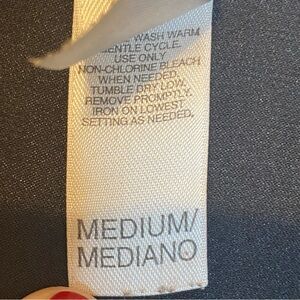 WASH WARM
GENTLE CYCLE.
USE ONLY
NON-CHLORINE BLEACH
WHEN NEEDED.
TUMBLE DRY LOW.
REMOVE PROMPTLY.
IRON ON LOWEST
SETTING AS NEEDED.
MEDIUM/
MEDIANO